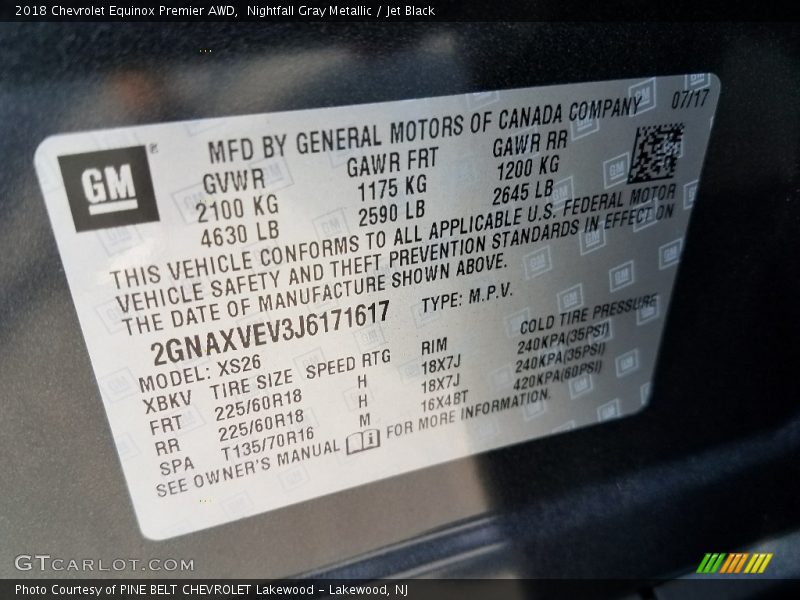 2018 Chevrolet Equinox Premier AWD,  Nightfall Gray Metallic / Jet Black
GM®
MFD BY GENERAL MOTORS OF CANADA COMPANY 07/17
GVWR GAWR FRT GAWR RR
2100 KG 1175 KG 1200 KG
4630 LB 2590 LB 2645 LB
THIS VEHICLE CONFORMS TO ALL APPLICABLE U.S. FEDERAL MOTOR
VEHICLE SAFETY AND THEFT PREVENTION STANDARDS IN EFFECT ON
THE DATE OF MANUFACTURE SHOWN ABOVE.
2GNAXVEV3J6171617 TYPE: M.P.V.
MODEL: XS26
XBKV TIRE SIZE SPEED RTG RIM COLD TIRE PRESSURE
FRT 225/60R18 H 18X7J 240KPA(35PSI)
RR 225/60R18 H 18X7J 240KPA(35PSI)
SPA T135/70R16 M 16X4BT 420KPA(60PSI)
SEE OWNER'S MANUAL FOR MORE INFORMATION.
GTCARLOT.COM
Photo Courtesy of PINE BELT CHEVROLET Lakewood - Lakewood, NJ